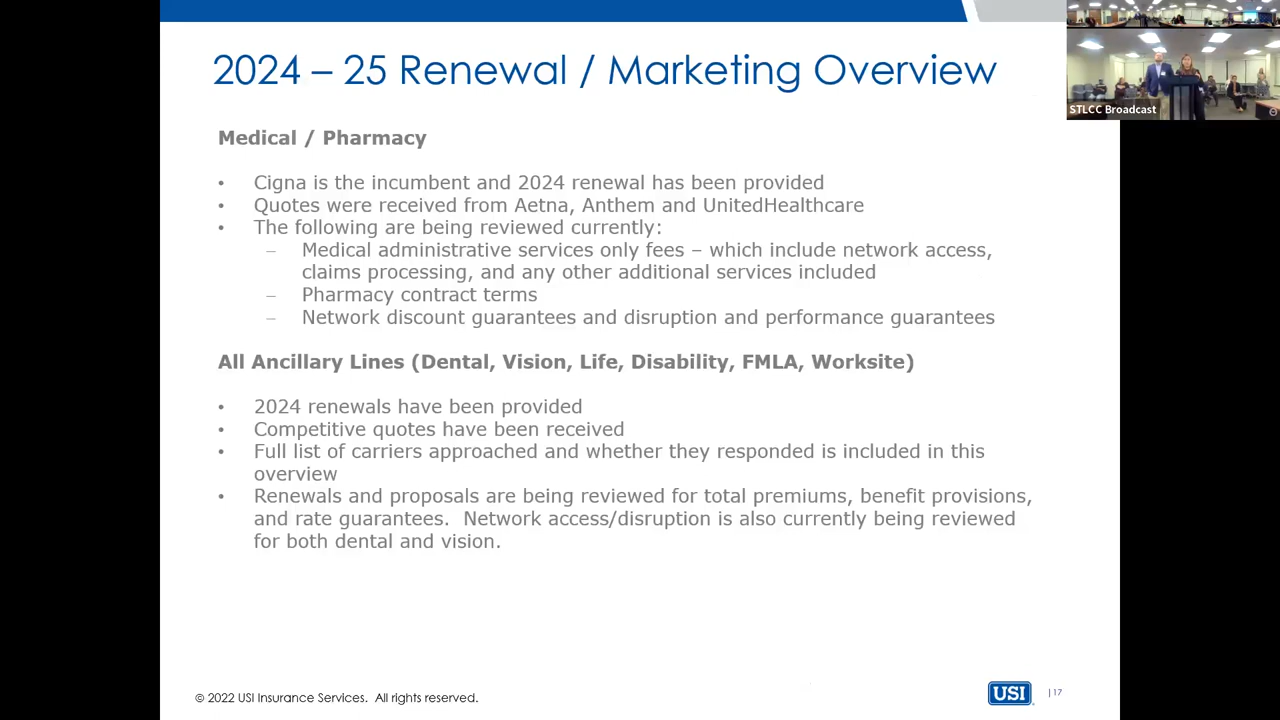 2024 – 25 Renewal / Marketing Overview
STLCC Broadcast
Medical / Pharmacy
• Cigna is the incumbent and 2024 renewal has been provided
• Quotes were received from Aetna, Anthem and UnitedHealthcare
• The following are being reviewed currently:
– Medical administrative services only fees – which include network access,
claims processing, and any other additional services included
– Pharmacy contract terms
– Network discount guarantees and disruption and performance guarantees
All Ancillary Lines (Dental, Vision, Life, Disability, FMLA, Worksite)
• 2024 renewals have been provided
• Competitive quotes have been received
• Full list of carriers approached and whether they responded is included in this
overview
• Renewals and proposals are being reviewed for total premiums, benefit provisions,
and rate guarantees.  Network access/disruption is also currently being reviewed
for both dental and vision.
© 2022 USI Insurance Services.  All rights reserved.
USI
|17